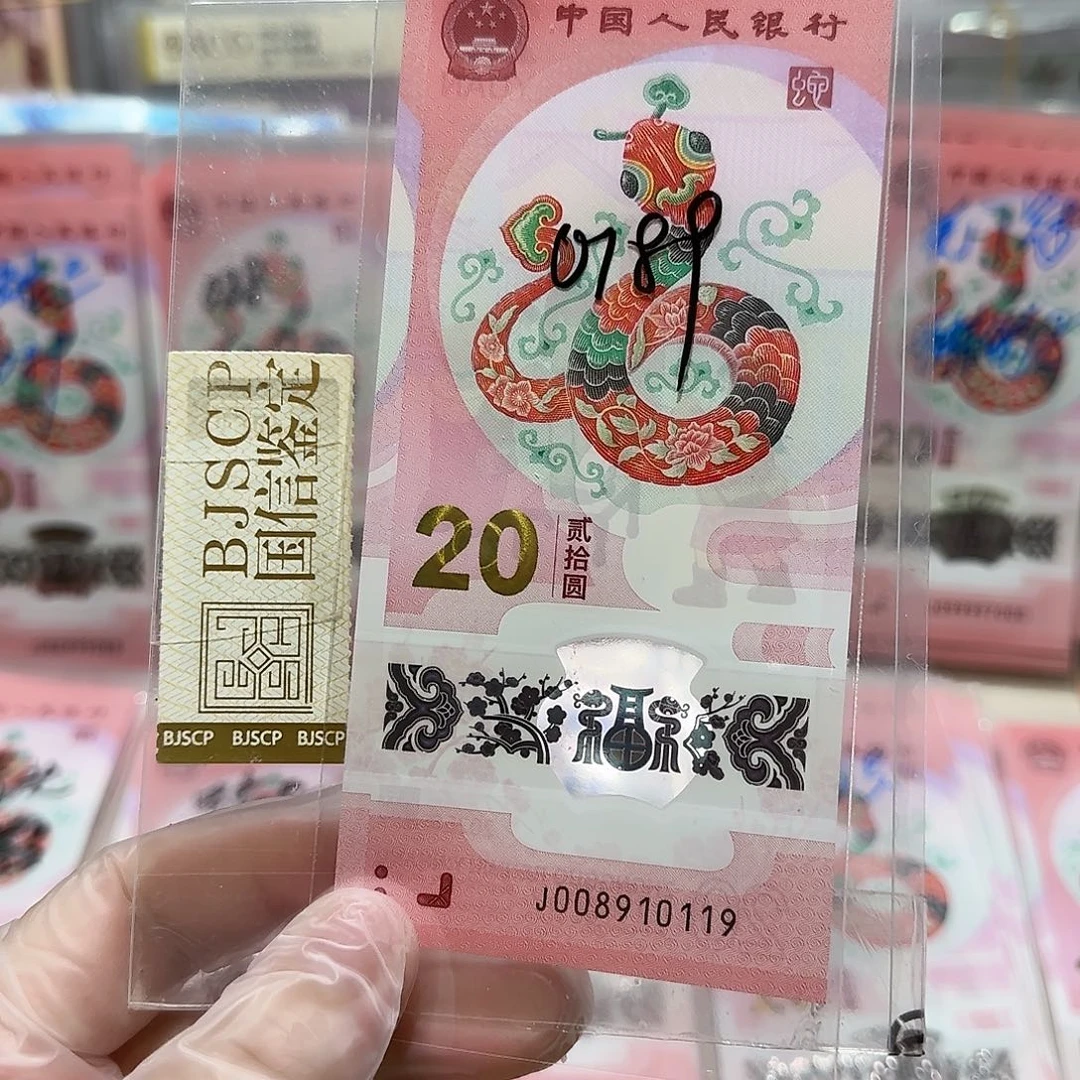 中国人民银行
蛇
0789
20
贰拾圆
福
J008910119
BJSCP
国信鉴定
BJSCP BJSCP BJSCP